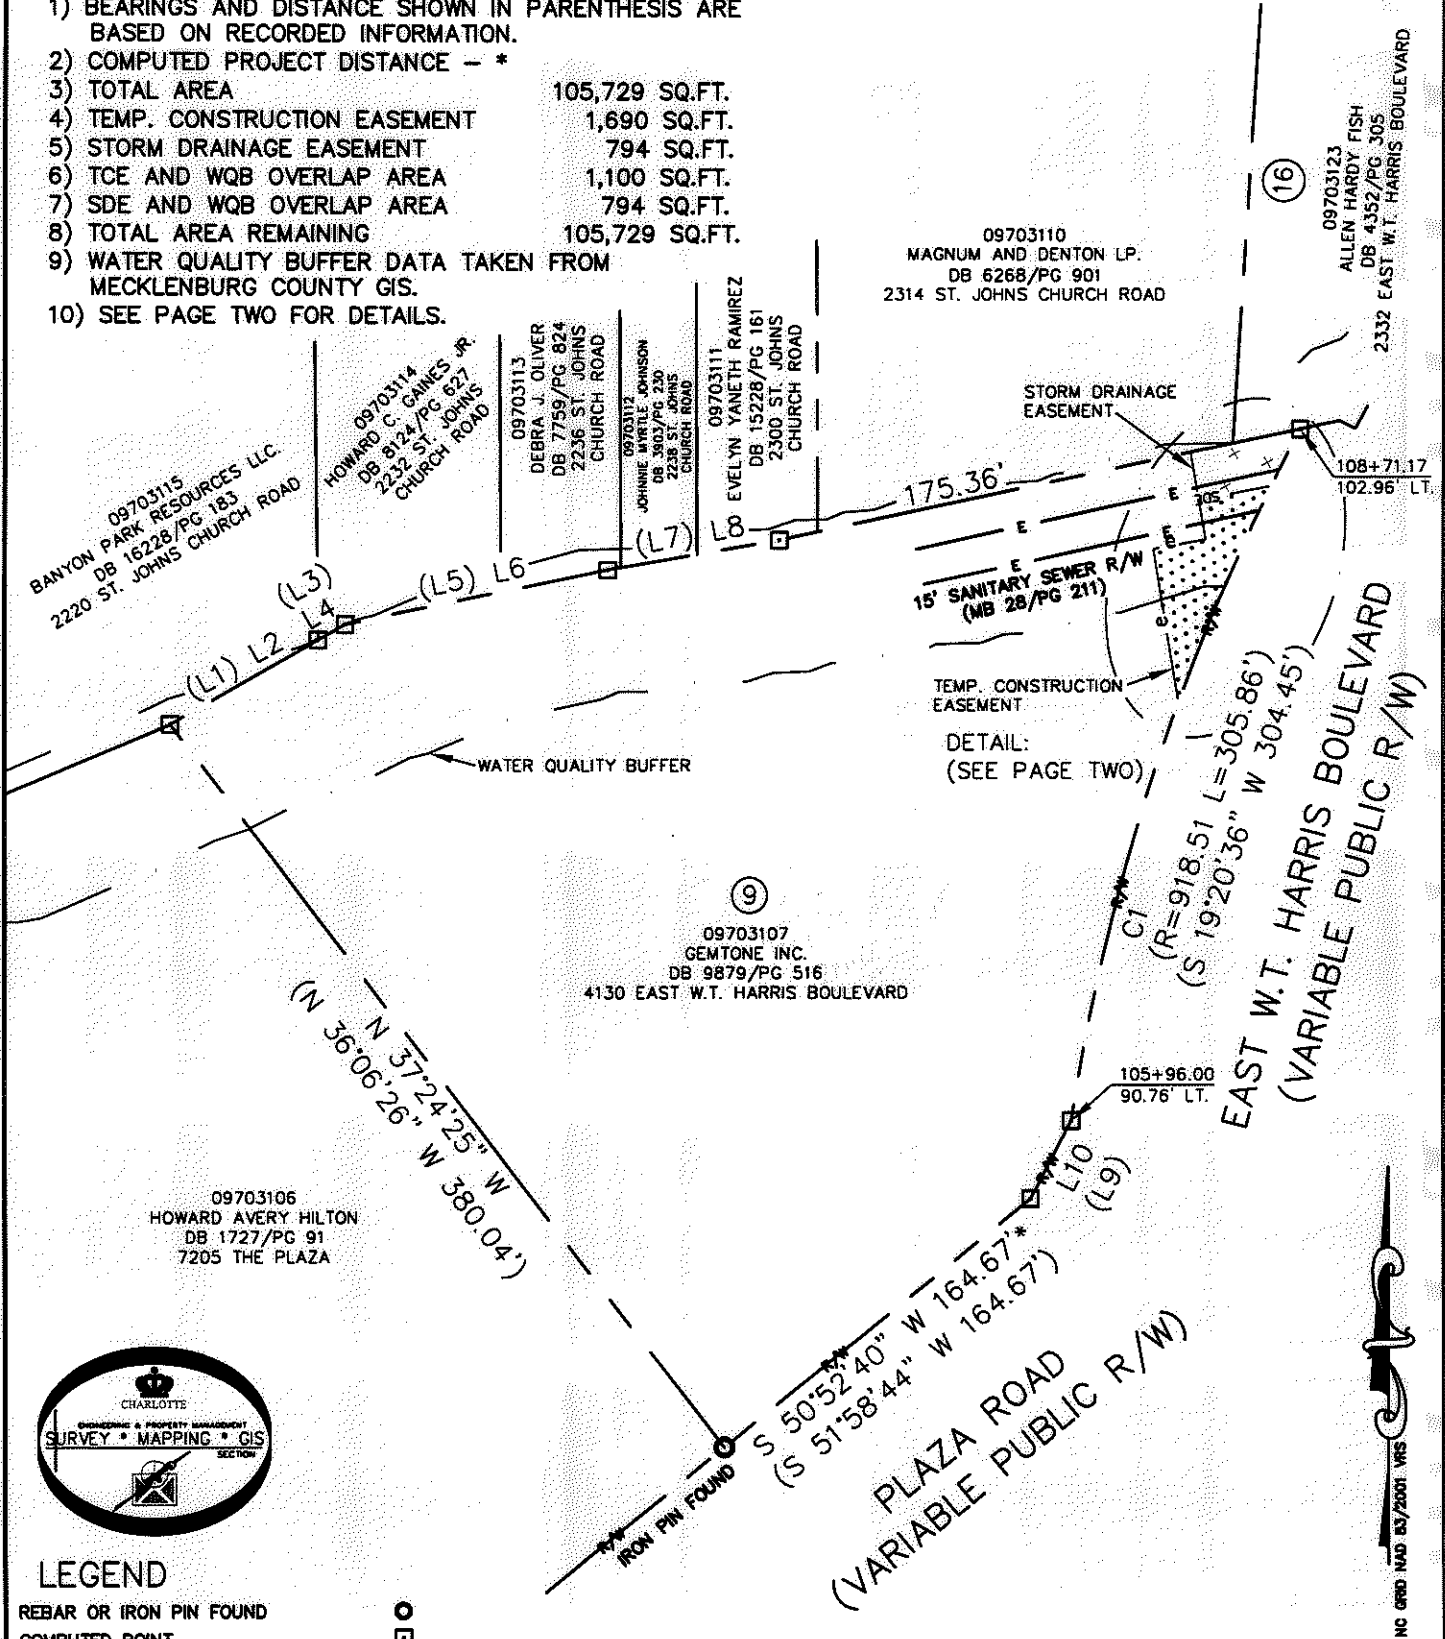 1) BEARINGS AND DISTANCE SHOWN IN PARENTHESIS ARE
BASED ON RECORDED INFORMATION.
2) COMPUTED PROJECT DISTANCE – *
3) TOTAL AREA 105,729 SQ.FT.
4) TEMP. CONSTRUCTION EASEMENT 1,690 SQ.FT.
5) STORM DRAINAGE EASEMENT 794 SQ.FT.
6) TCE AND WQB OVERLAP AREA 1,100 SQ.FT.
7) SDE AND WQB OVERLAP AREA 794 SQ.FT.
8) TOTAL AREA REMAINING 105,729 SQ.FT.
9) WATER QUALITY BUFFER DATA TAKEN FROM
MECKLENBURG COUNTY GIS.
10) SEE PAGE TWO FOR DETAILS.
09703115
BANYON PARK RESOURCES LLC.
DB 16228/PG 183
2220 ST. JOHNS CHURCH ROAD
09703114
HOWARD C. GAINES JR.
DB 8124/PG 627
2232 ST. JOHNS
CHURCH ROAD
09703113
DEBRA J. OLIVER
DB 7759/PG 824
2236 ST JOHNS
CHURCH ROAD
09703112
JOHNNIE MYRTLE JOHNSON
DB 3903/PG 230
2238 ST. JOHNS
CHURCH ROAD
09703111
EVELYN YANETH RAMIREZ
DB 15228/PG 161
2300 ST. JOHNS
CHURCH ROAD
09703110
MAGNUM AND DENTON LP.
DB 6268/PG 901
2314 ST. JOHNS CHURCH ROAD
16
09703123
ALLEN HARDY FISH
DB 4352/PG 305
2332 EAST W.T. HARRIS BOULEVARD
STORM DRAINAGE
EASEMENT
108+71.17
102.96' LT.
(L1) L2
(L3)
L4
(L5) L6
(L7) L8
175.36'
E
E
E
E
E
E
e
e
15' SANITARY SEWER R/W
(MB 28/PG 211)
R/W
TEMP. CONSTRUCTION
EASEMENT
DETAIL:
(SEE PAGE TWO)
WATER QUALITY BUFFER
R/W
C1
(R=918.51 L=305.86')
(S 19°20'36" W 304.45')
EAST W.T. HARRIS BOULEVARD
(VARIABLE PUBLIC R/W)
9
09703107
GEMTONE INC.
DB 9879/PG 516
4130 EAST W.T. HARRIS BOULEVARD
N 37°24'25" W
(N 36°06'26" W 380.04')
105+96.00
90.76' LT.
R/W
L10
(L9)
09703106
HOWARD AVERY HILTON
DB 1727/PG 91
7205 THE PLAZA
R/W
S 50°52'40" W 164.67'*
(S 51°58'44" W 164.67')
PLAZA ROAD
(VARIABLE PUBLIC R/W)
R/W
IRON PIN FOUND
CHARLOTTE
ENGINEERING & PROPERTY MANAGEMENT
SURVEY * MAPPING * GIS
SECTION
NC GRID NAD 83/2001 VRS
LEGEND
REBAR OR IRON PIN FOUND
COMPUTED POINT